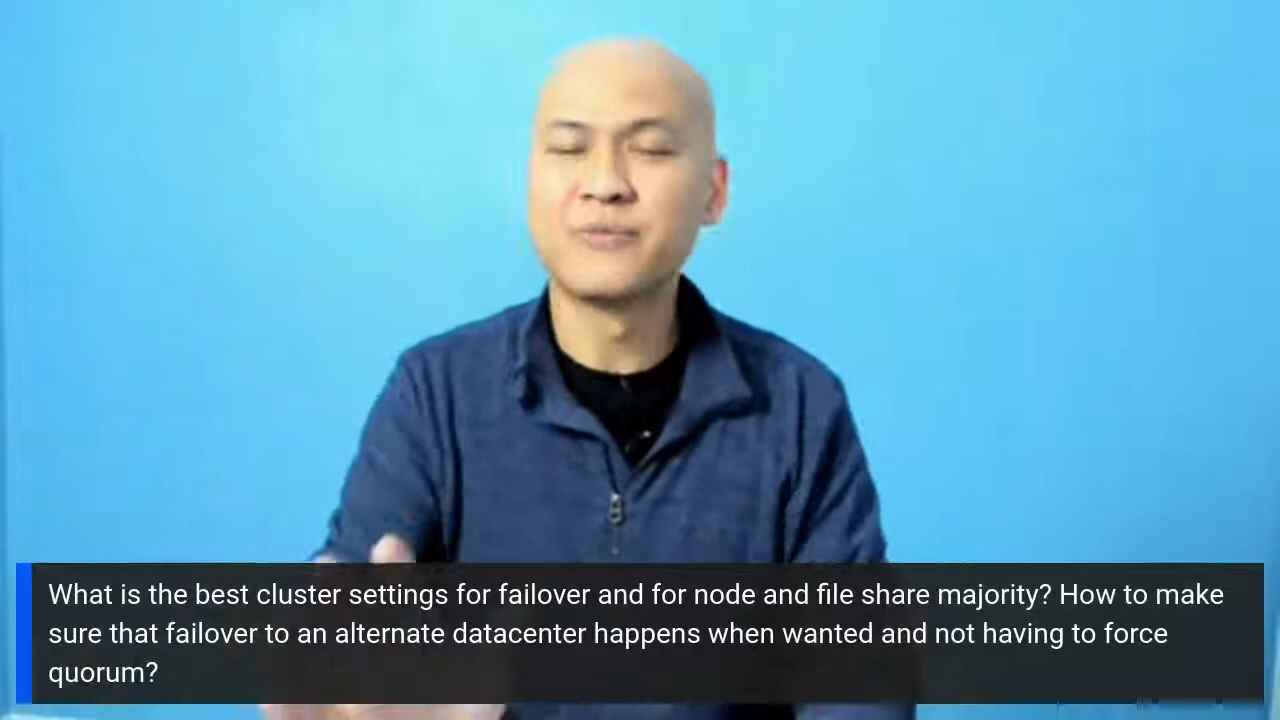 What is the best cluster settings for failover and for node and file share majority? How to make
sure that failover to an alternate datacenter happens when wanted and not having to force
quorum?